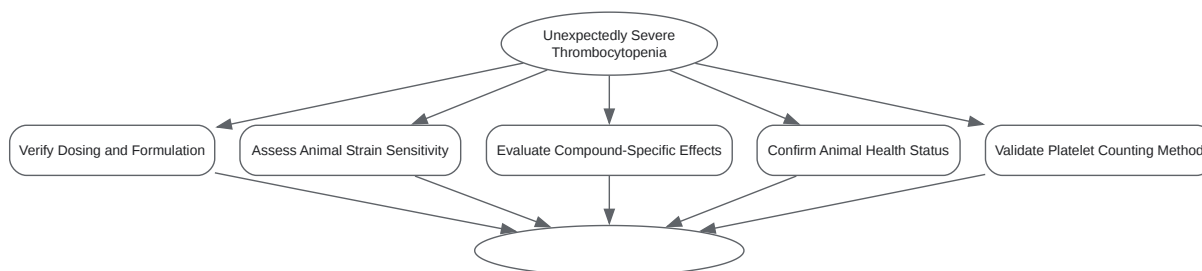 Unexpectedly Severe
Thrombocytopenia
Verify Dosing and Formulation
Assess Animal Strain Sensitivity
Evaluate Compound-Specific Effects
Confirm Animal Health Status
Validate Platelet Counting Method